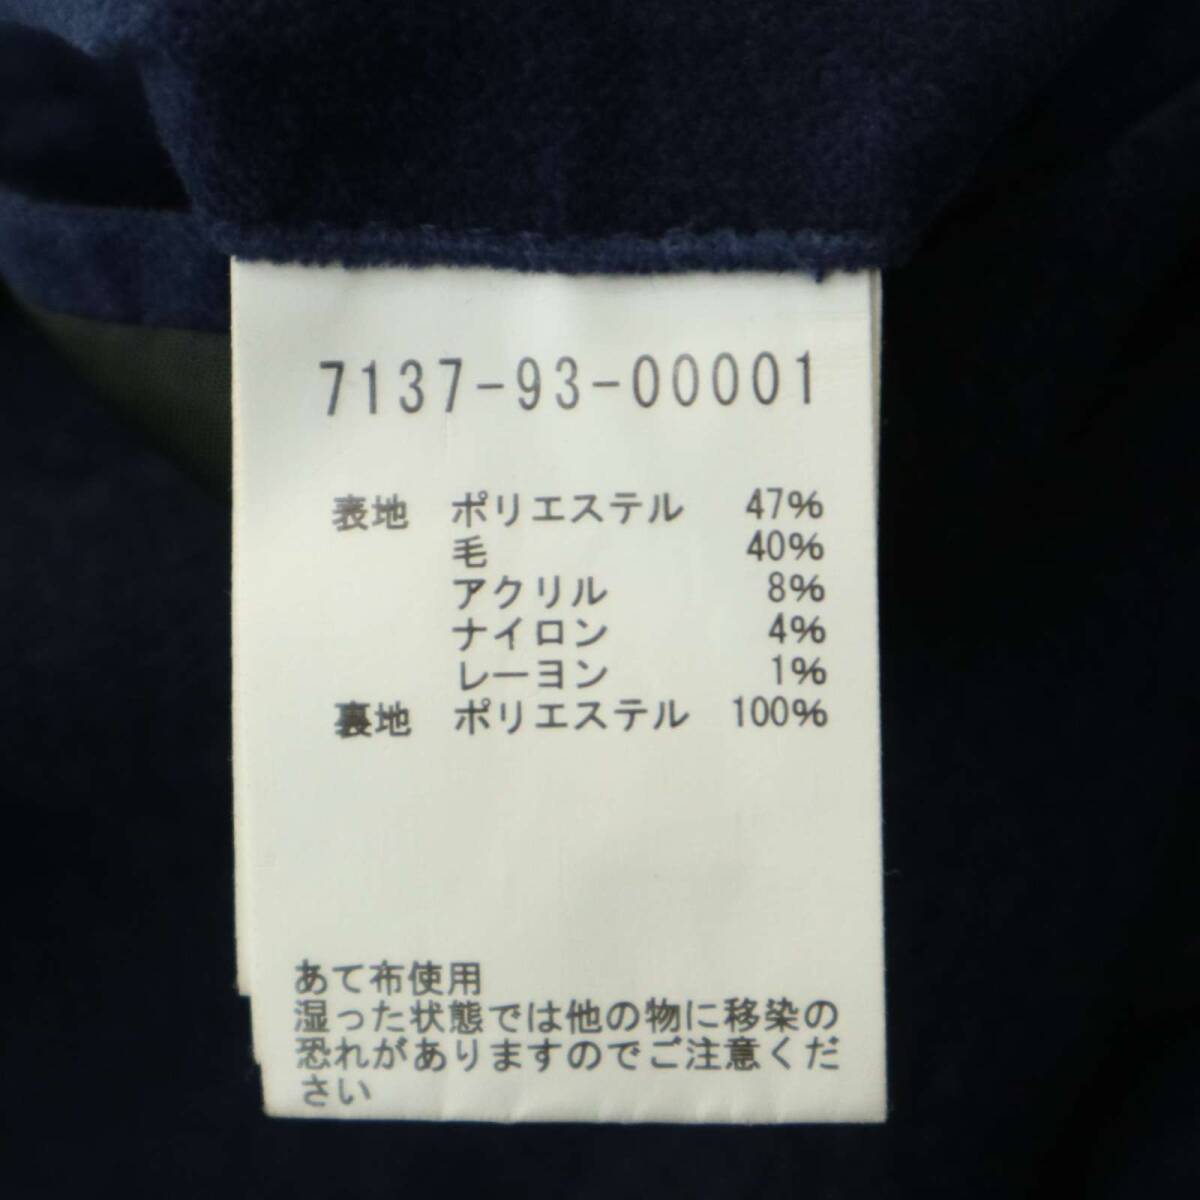 7137-93-00001
表地 ポリエステル 47%
毛 40%
アクリル 8%
ナイロン 4%
レーヨン 1%
裏地 ポリエステル 100%
あて布使用
湿った状態では他の物に移染の
恐れがありますのでご注意くだ
さい